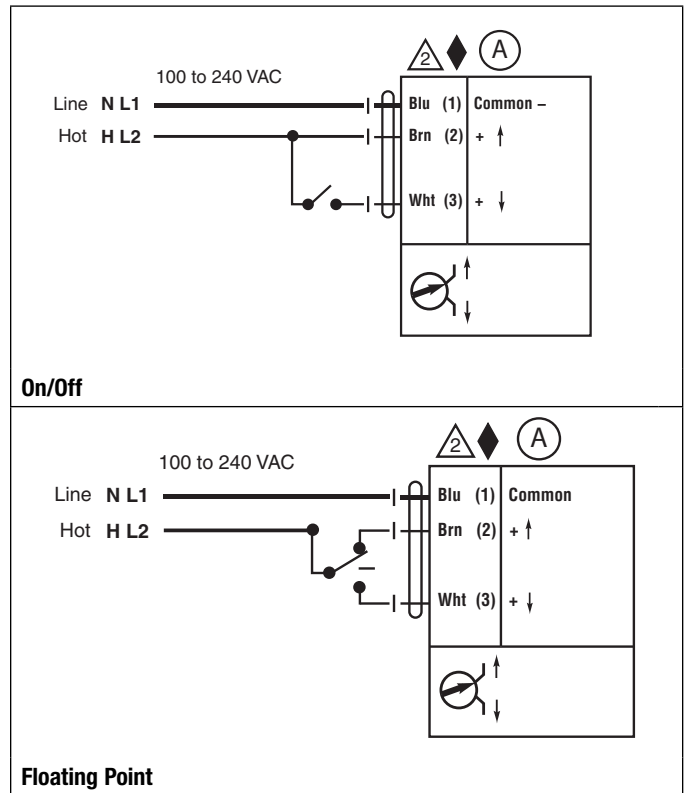 2 A
100 to 240 VAC
Line N L1 Blu (1) Common –
Hot H L2 Brn (2) + ↑
Wht (3) + ↓
On/Off
2 A
100 to 240 VAC
Line N L1 Blu (1) Common
Hot H L2 Brn (2) + ↑
Wht (3) + ↓
Floating Point